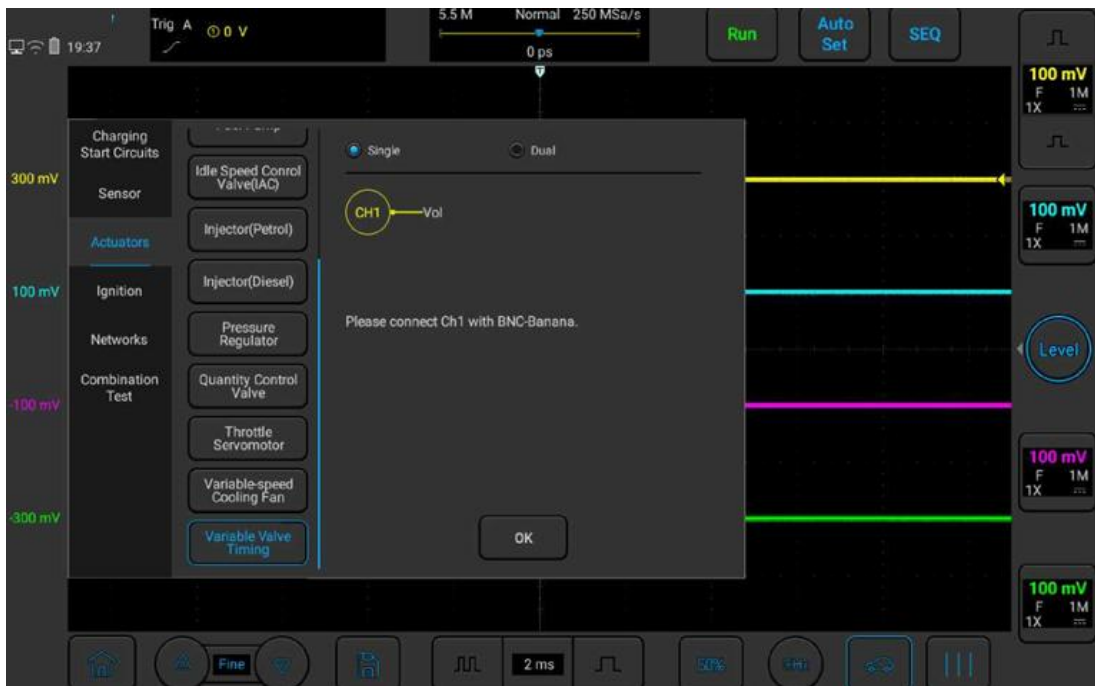 5.5 M Normal 250 MSa/s
Trig A ① 0 V
19:37
0 ps
Run
Auto
Set
SEQ
T
100 mV
F 1M
1X
Charging
Start Circuits
Sensor
Actuators
Ignition
Networks
Combination
Test
Idle Speed Conrol
Valve(IAC)
Injector(Petrol)
Injector(Diesel)
Pressure
Regulator
Quantity Control
Valve
Throttle
Servomotor
Variable-speed
Cooling Fan
Variable Valve
Timing
Single Dual
CH1 Vol
Please connect Ch1 with BNC-Banana.
OK
300 mV
100 mV
-100 mV
-300 mV
100 mV
F 1M
1X
Level
100 mV
F 1M
1X
100 mV
F 1M
1X
Fine
2 ms
50%